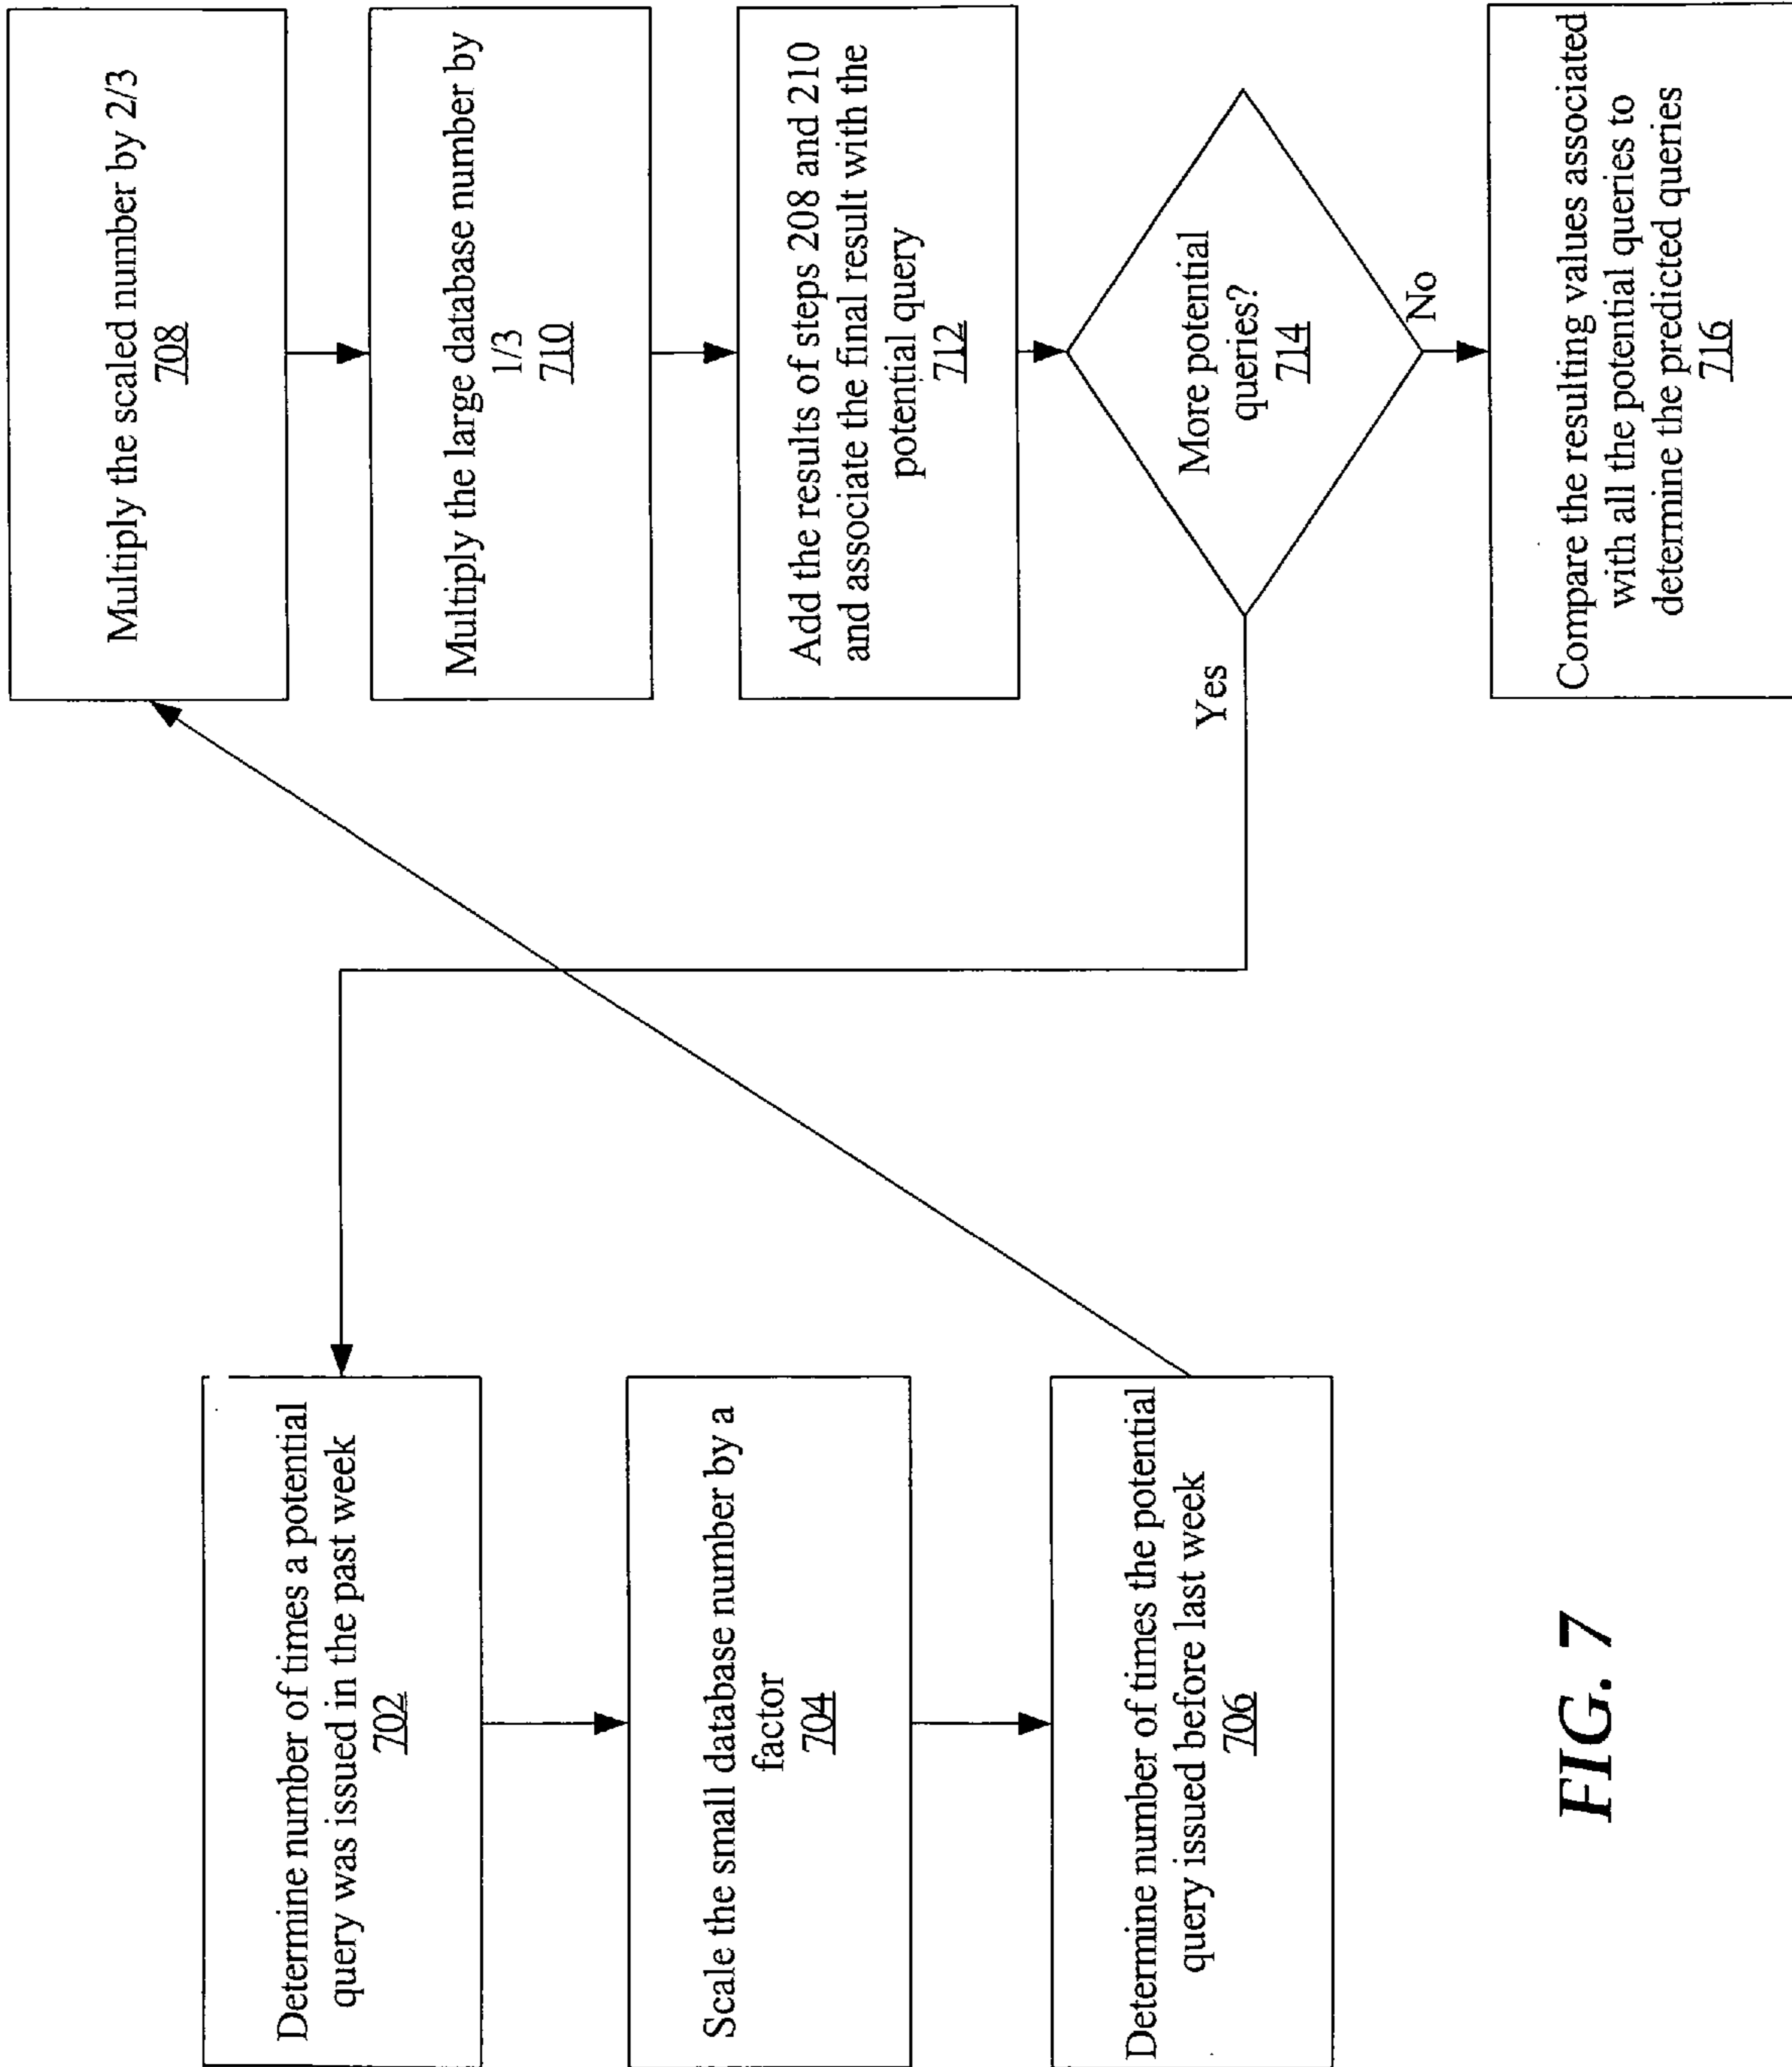 Determine number of times a potential
query was issued in the past week
702
Scale the small database number by a
factor
704
Determine number of times the potential
query issued before last week
706
Multiply the scaled number by 2/3
708
Multiply the large database number by
1/3
710
Add the results of steps 208 and 210
and associate the final result with the
potential query
712
More potential
queries?
714
Yes
No
Compare the resulting values associated
with all the potential queries to
determine the predicted queries
716
FIG. 7